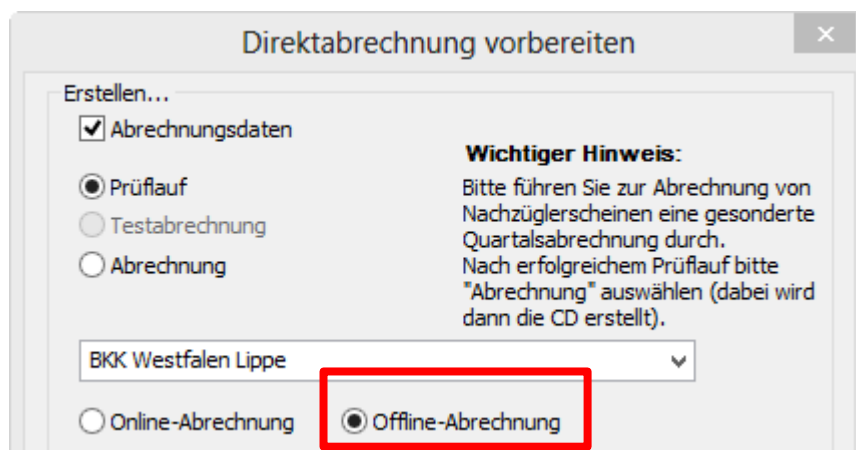 Direktabrechnung vorbereiten
Erstellen...
Abrechnungsdaten
Prüflauf
Testabrechnung
Abrechnung
Wichtiger Hinweis:
Bitte führen Sie zur Abrechnung von
Nachzüglerscheinen eine gesonderte
Quartalsabrechnung durch.
Nach erfolgreichem Prüflauf bitte
"Abrechnung" auswählen (dabei wird
dann die CD erstellt).
BKK Westfalen Lippe
Online-Abrechnung
Offline-Abrechnung